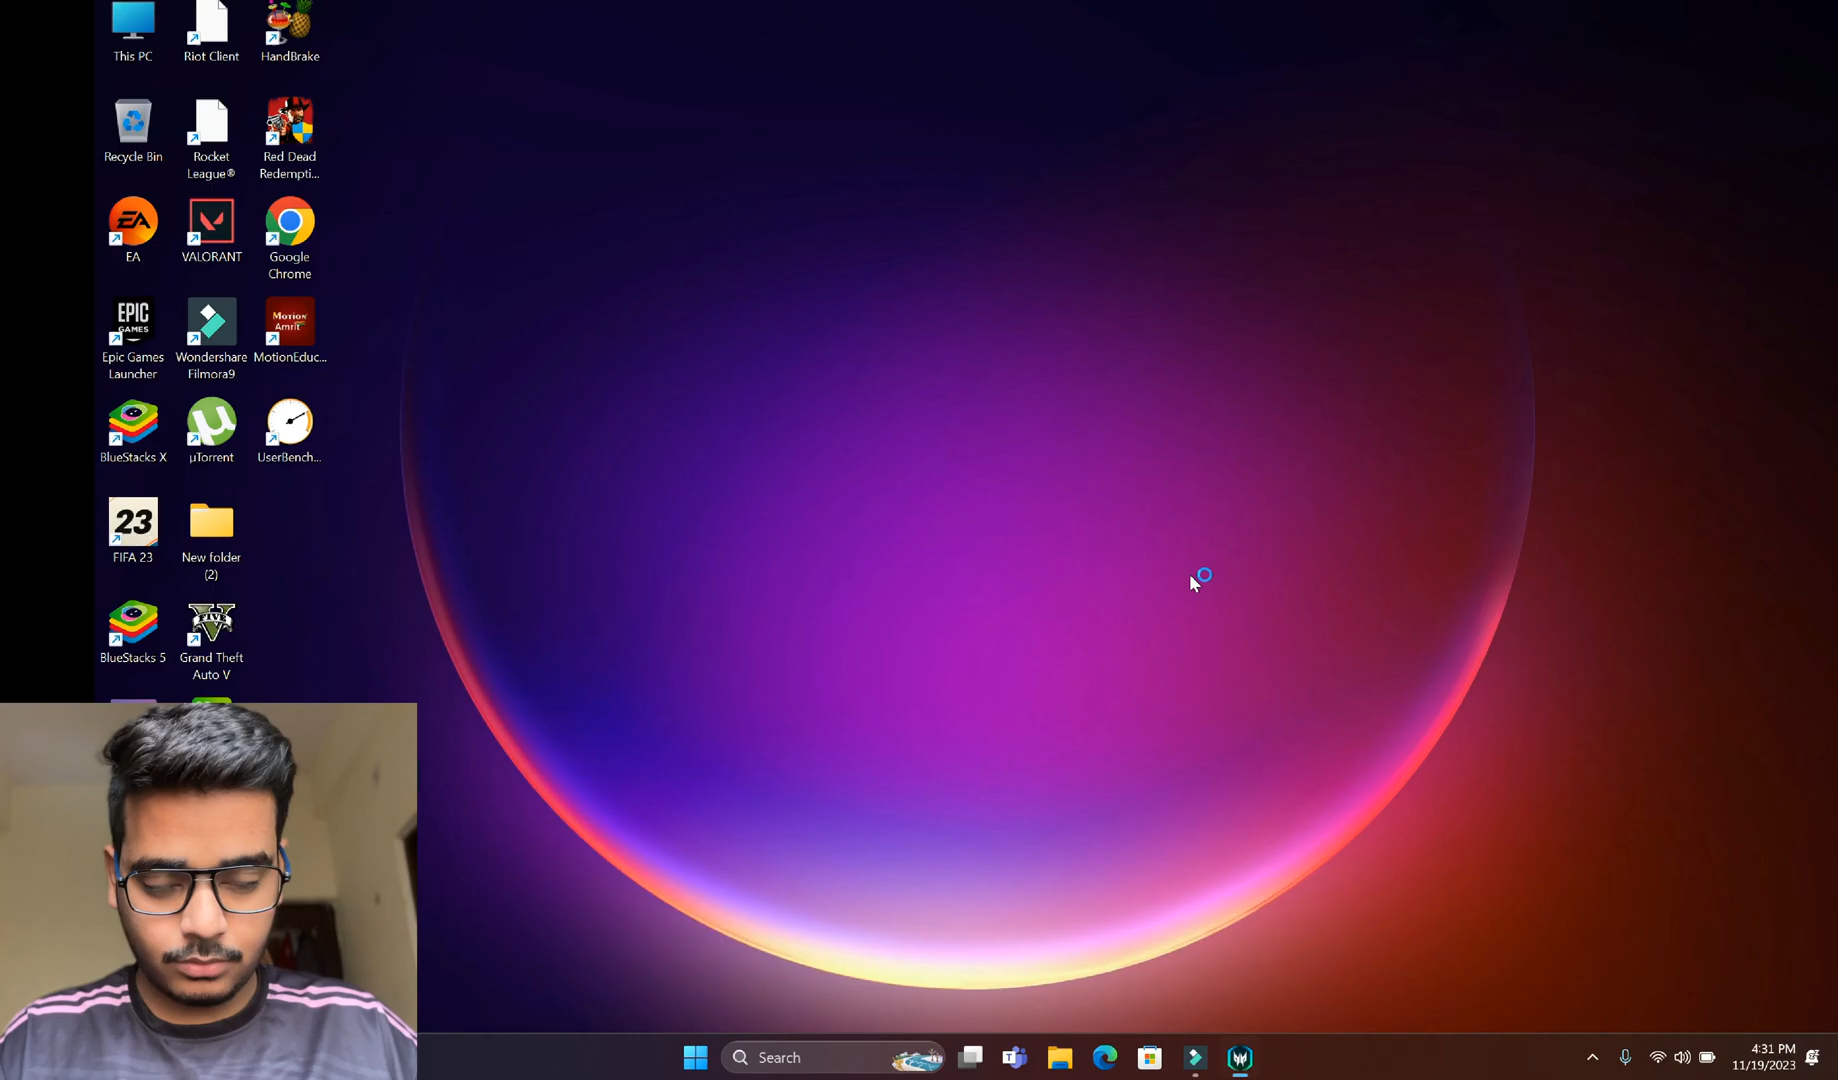 This PC
Riot Client
HandBrake
Recycle Bin
Rocket
League®
Red Dead
Redempti...
EA
EA
VALORANT
Google
Chrome
EPIC
GAMES
Motion
Amrit
Epic Games
Launcher
Wondershare
Filmora9
MotionEduc...
BlueStacks X
µTorrent
UserBench...
23
FIFA 23
New folder
(2)
V
FIVE
BlueStacks 5
Grand Theft
Auto V
Search
T
4:31 PM
11/19/2023